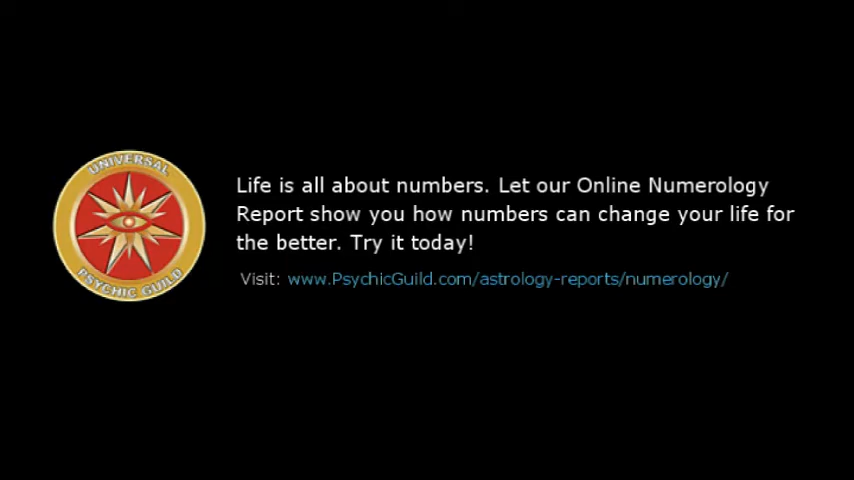 UNIVERSAL
PSYCHIC GUILD
Life is all about numbers. Let our Online Numerology
Report show you how numbers can change your life for
the better. Try it today!
Visit: www.PsychicGuild.com/astrology-reports/numerology/